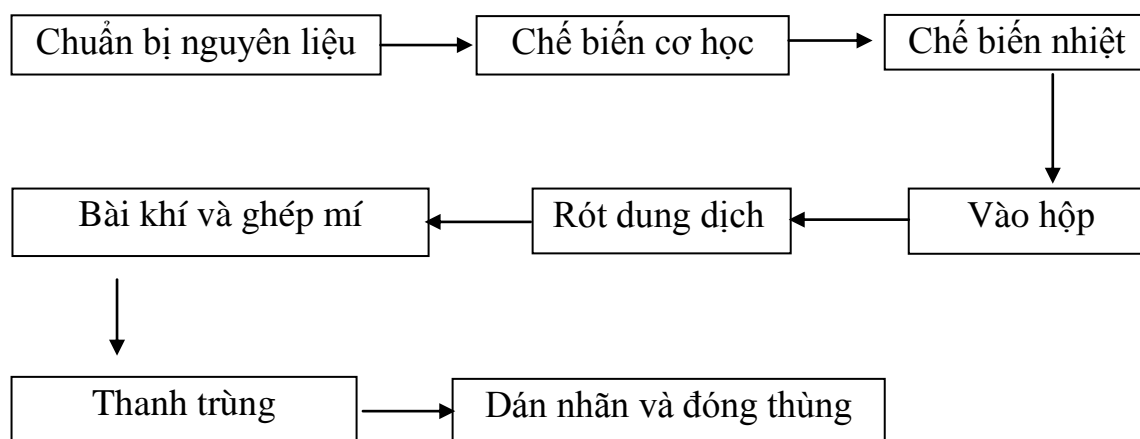 Chuẩn bị nguyên liệu
Chế biến cơ học
Chế biến nhiệt
Vào hộp
Rót dung dịch
Bài khí và ghép mí
Thanh trùng
Dán nhãn và đóng thùng